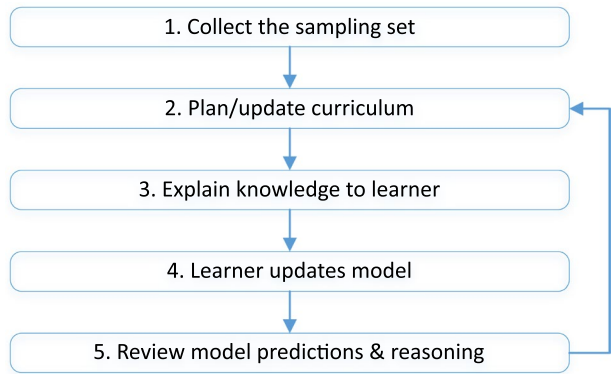 1. Collect the sampling set
2. Plan/update curriculum
3. Explain knowledge to learner
4. Learner updates model
5. Review model predictions & reasoning